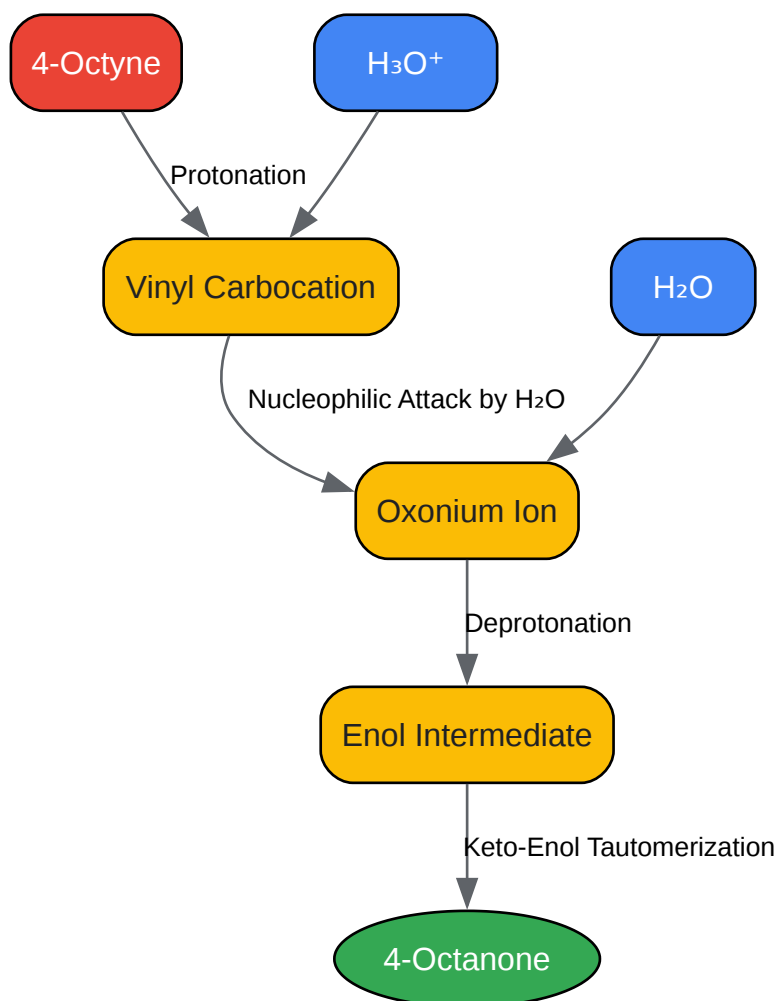 4-Octyne
H₃O⁺
Protonation
Vinyl Carbocation
H₂O
Nucleophilic Attack by H₂O
Oxonium Ion
Deprotonation
Enol Intermediate
Keto-Enol Tautomerization
4-Octanone